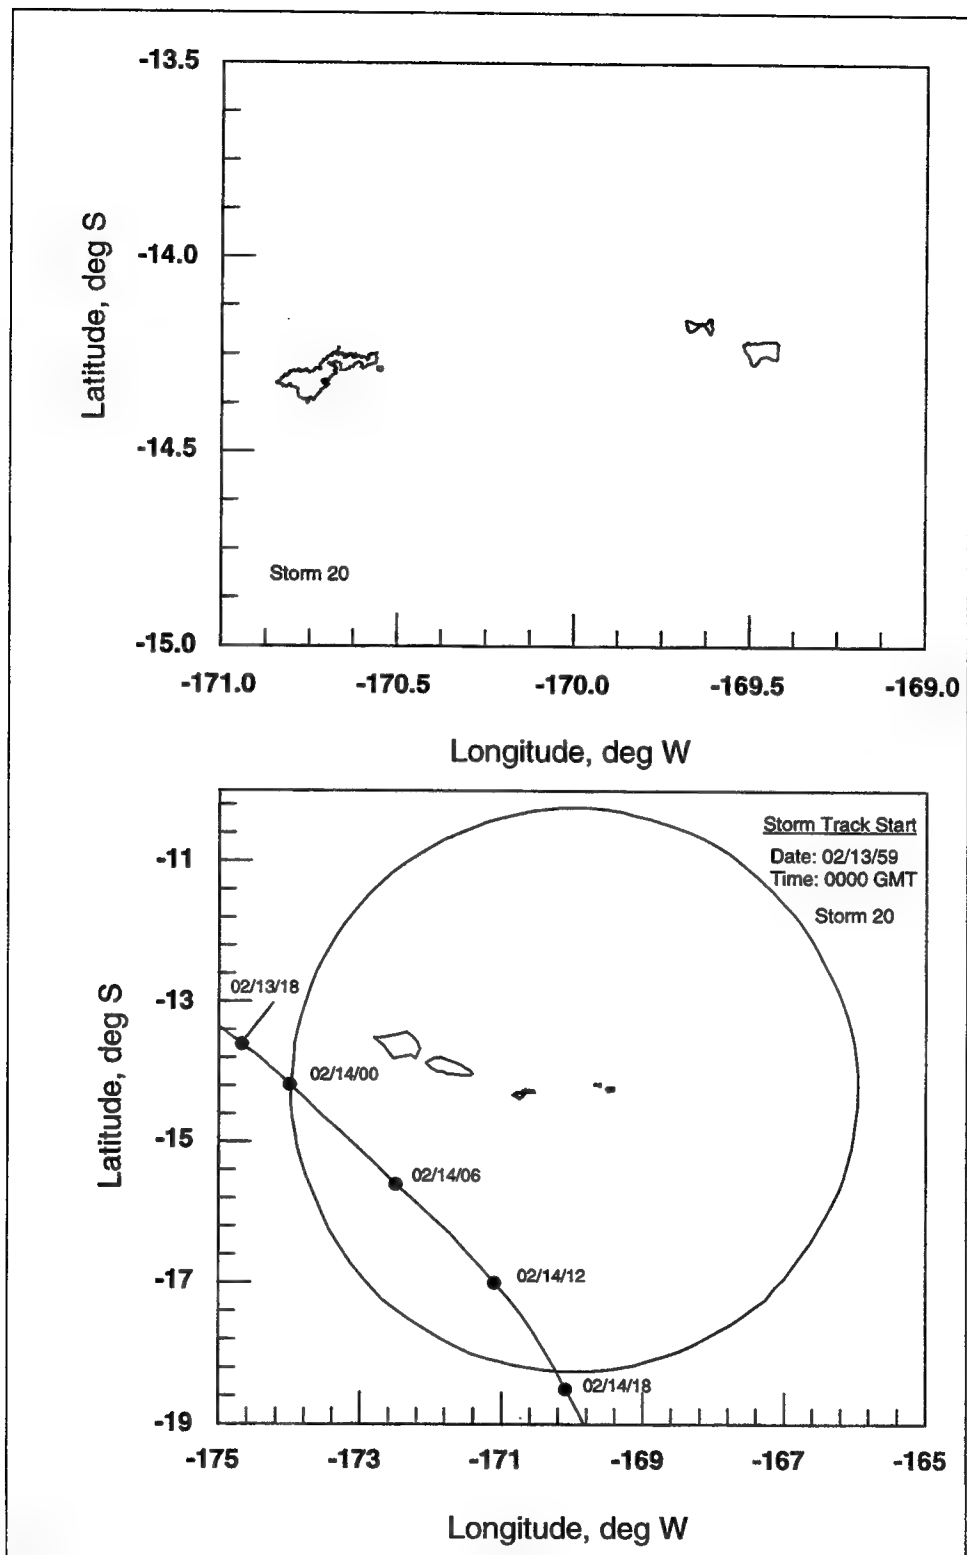 -13.5
-14.0
-14.5
-15.0
Latitude, deg S
Storm 20
-171.0 -170.5 -170.0 -169.5 -169.0
Longitude, deg W
Storm Track Start
Date: 02/13/59
Time: 0000 GMT
Storm 20
-11
-13
-15
-17
-19
Latitude, deg S
02/13/18
02/14/00
02/14/06
02/14/12
02/14/18
-175 -173 -171 -169 -167 -165
Longitude, deg W